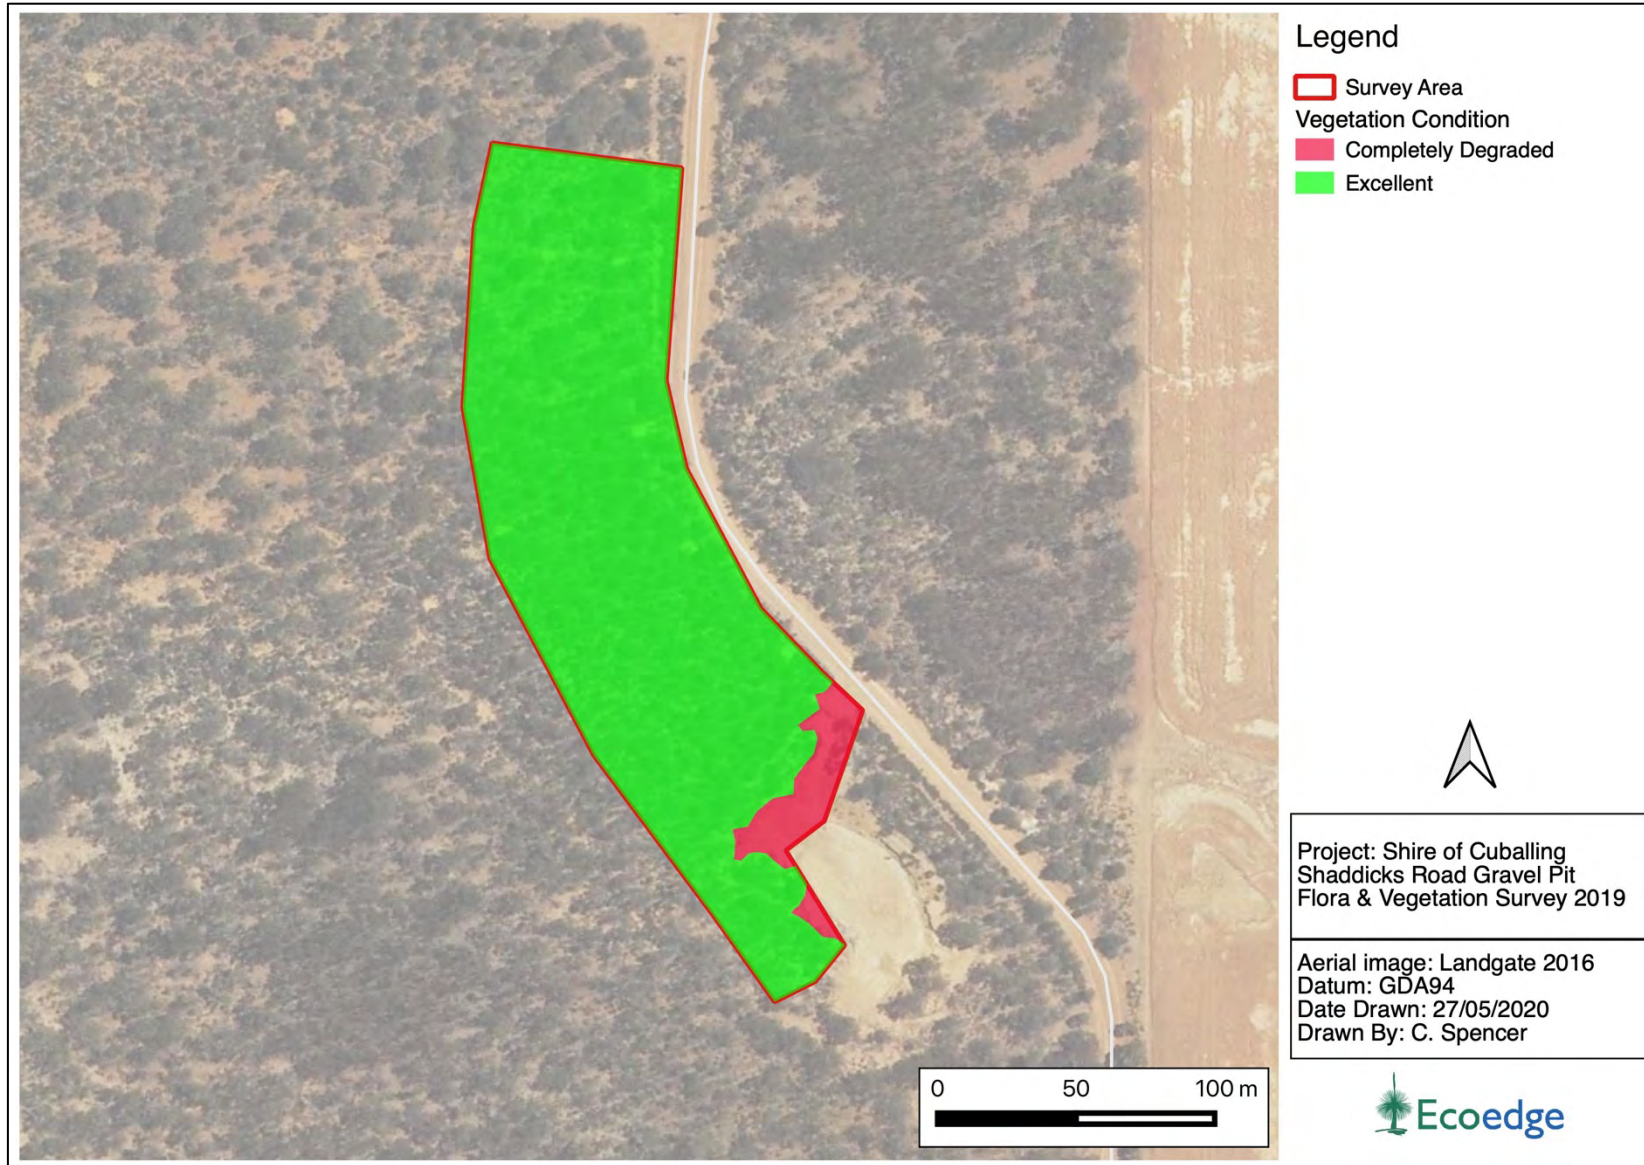 Legend
Survey Area
Vegetation Condition
Completely Degraded
Excellent
Project: Shire of Cuballing
Shaddicks Road Gravel Pit
Flora & Vegetation Survey 2019
Aerial image: Landgate 2016
Datum: GDA94
Date Drawn: 27/05/2020
Drawn By: C. Spencer
0 50 100 m
Ecoedge